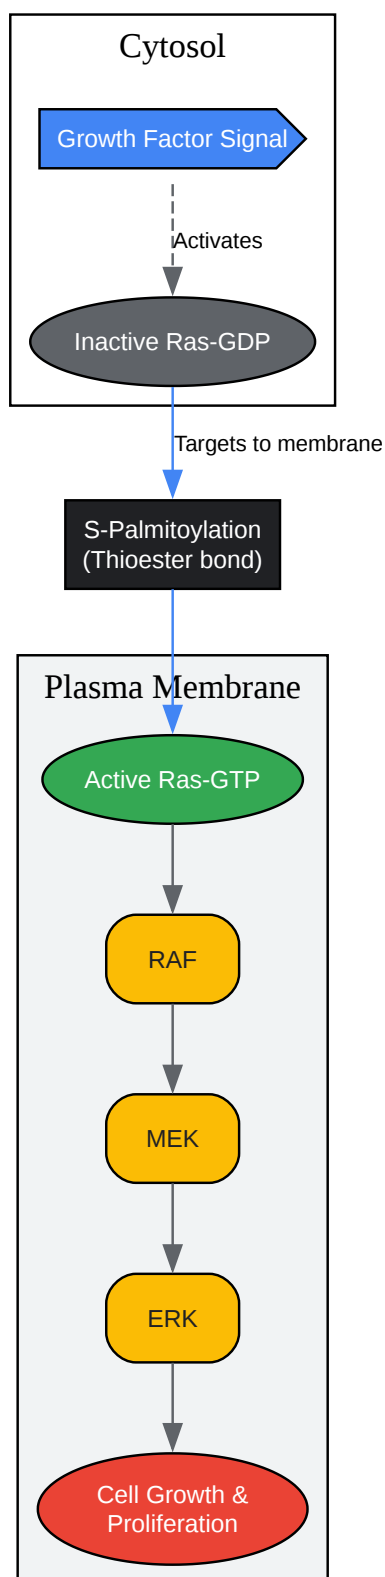 Cytosol
Growth Factor Signal
Activates
Inactive Ras-GDP
Targets to membrane
S-Palmitoylation
(Thioester bond)
Plasma Membrane
Active Ras-GTP
RAF
MEK
ERK
Cell Growth &
Proliferation